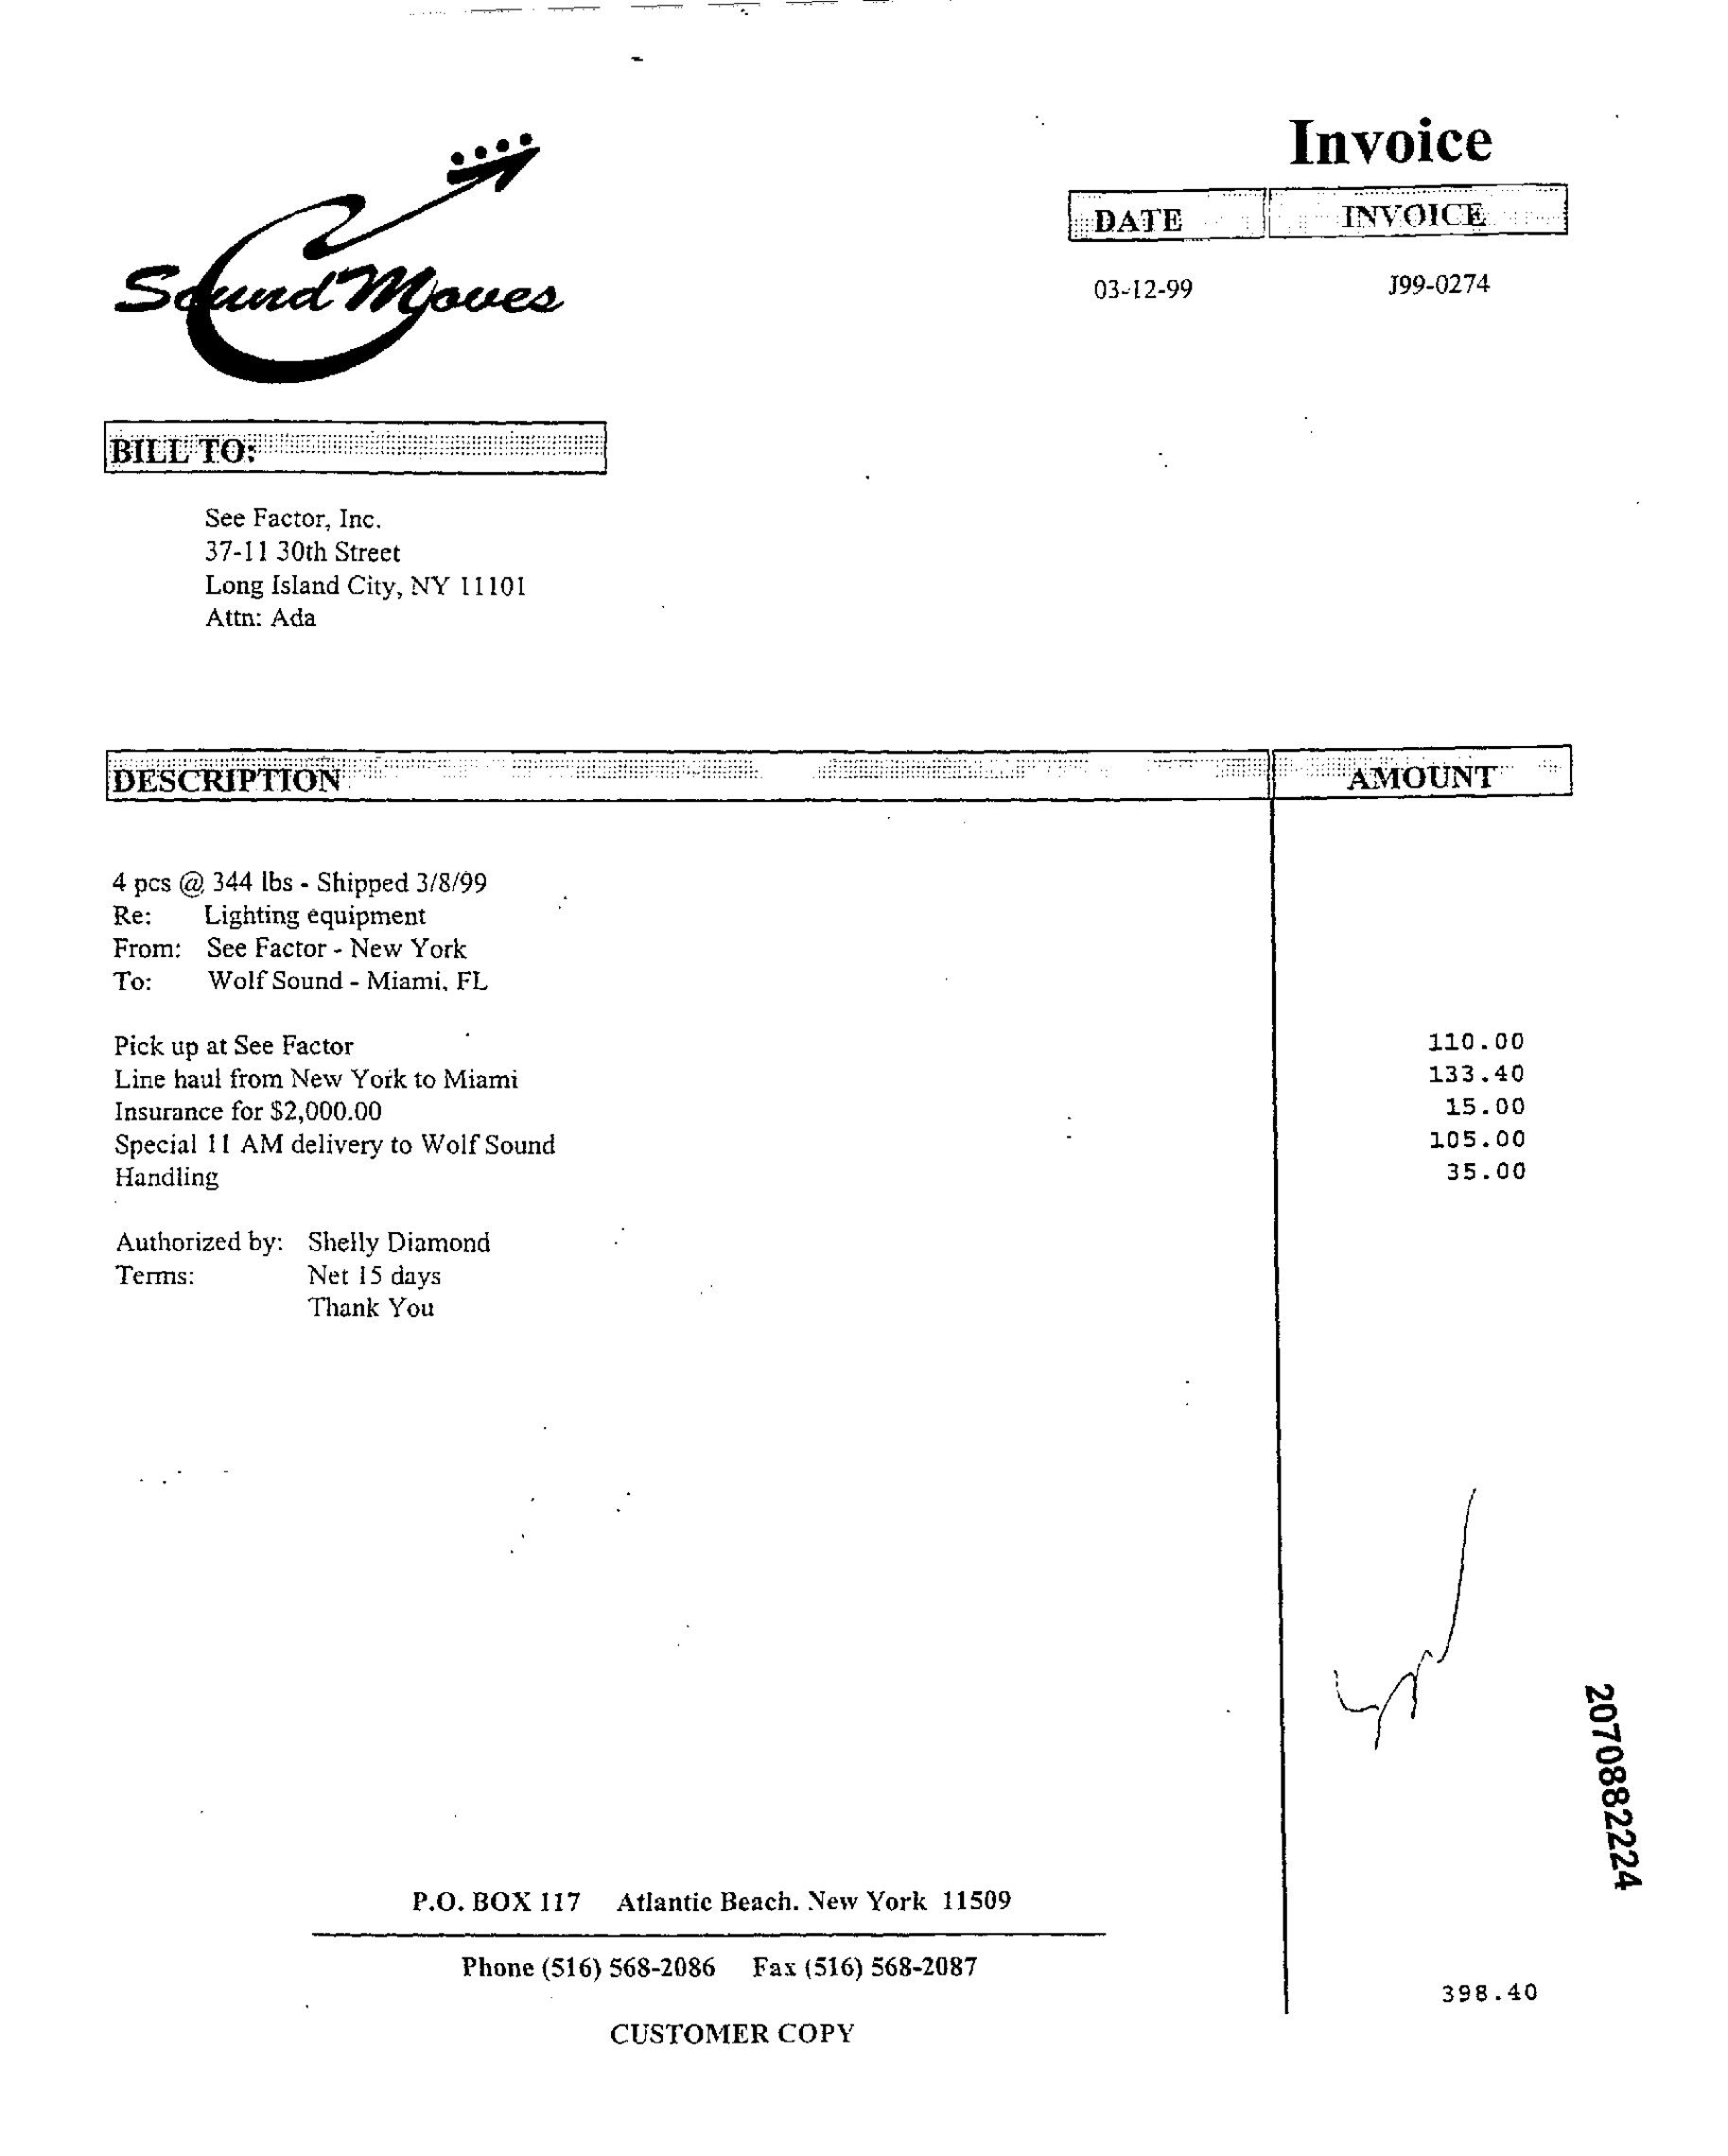 Invoice
Sound Moves
DATE INVOICE
03-12-99 J99-0274
BILL TO:
See Factor, Inc.
37-11 30th Street
Long Island City, NY 11101
Attn: Ada
DESCRIPTION AMOUNT
4 pcs @ 344 lbs - Shipped 3/8/99
Re: Lighting equipment
From: See Factor - New York
To: Wolf Sound - Miami, FL
Pick up at See Factor 110.00
Line haul from New York to Miami 133.40
Insurance for $2,000.00 15.00
Special 11 AM delivery to Wolf Sound 105.00
Handling 35.00
Authorized by: Shelly Diamond
Terms: Net 15 days
Thank You
2070882224
P.O. BOX 117 Atlantic Beach. New York 11509
Phone (516) 568-2086 Fax (516) 568-2087
398.40
CUSTOMER COPY